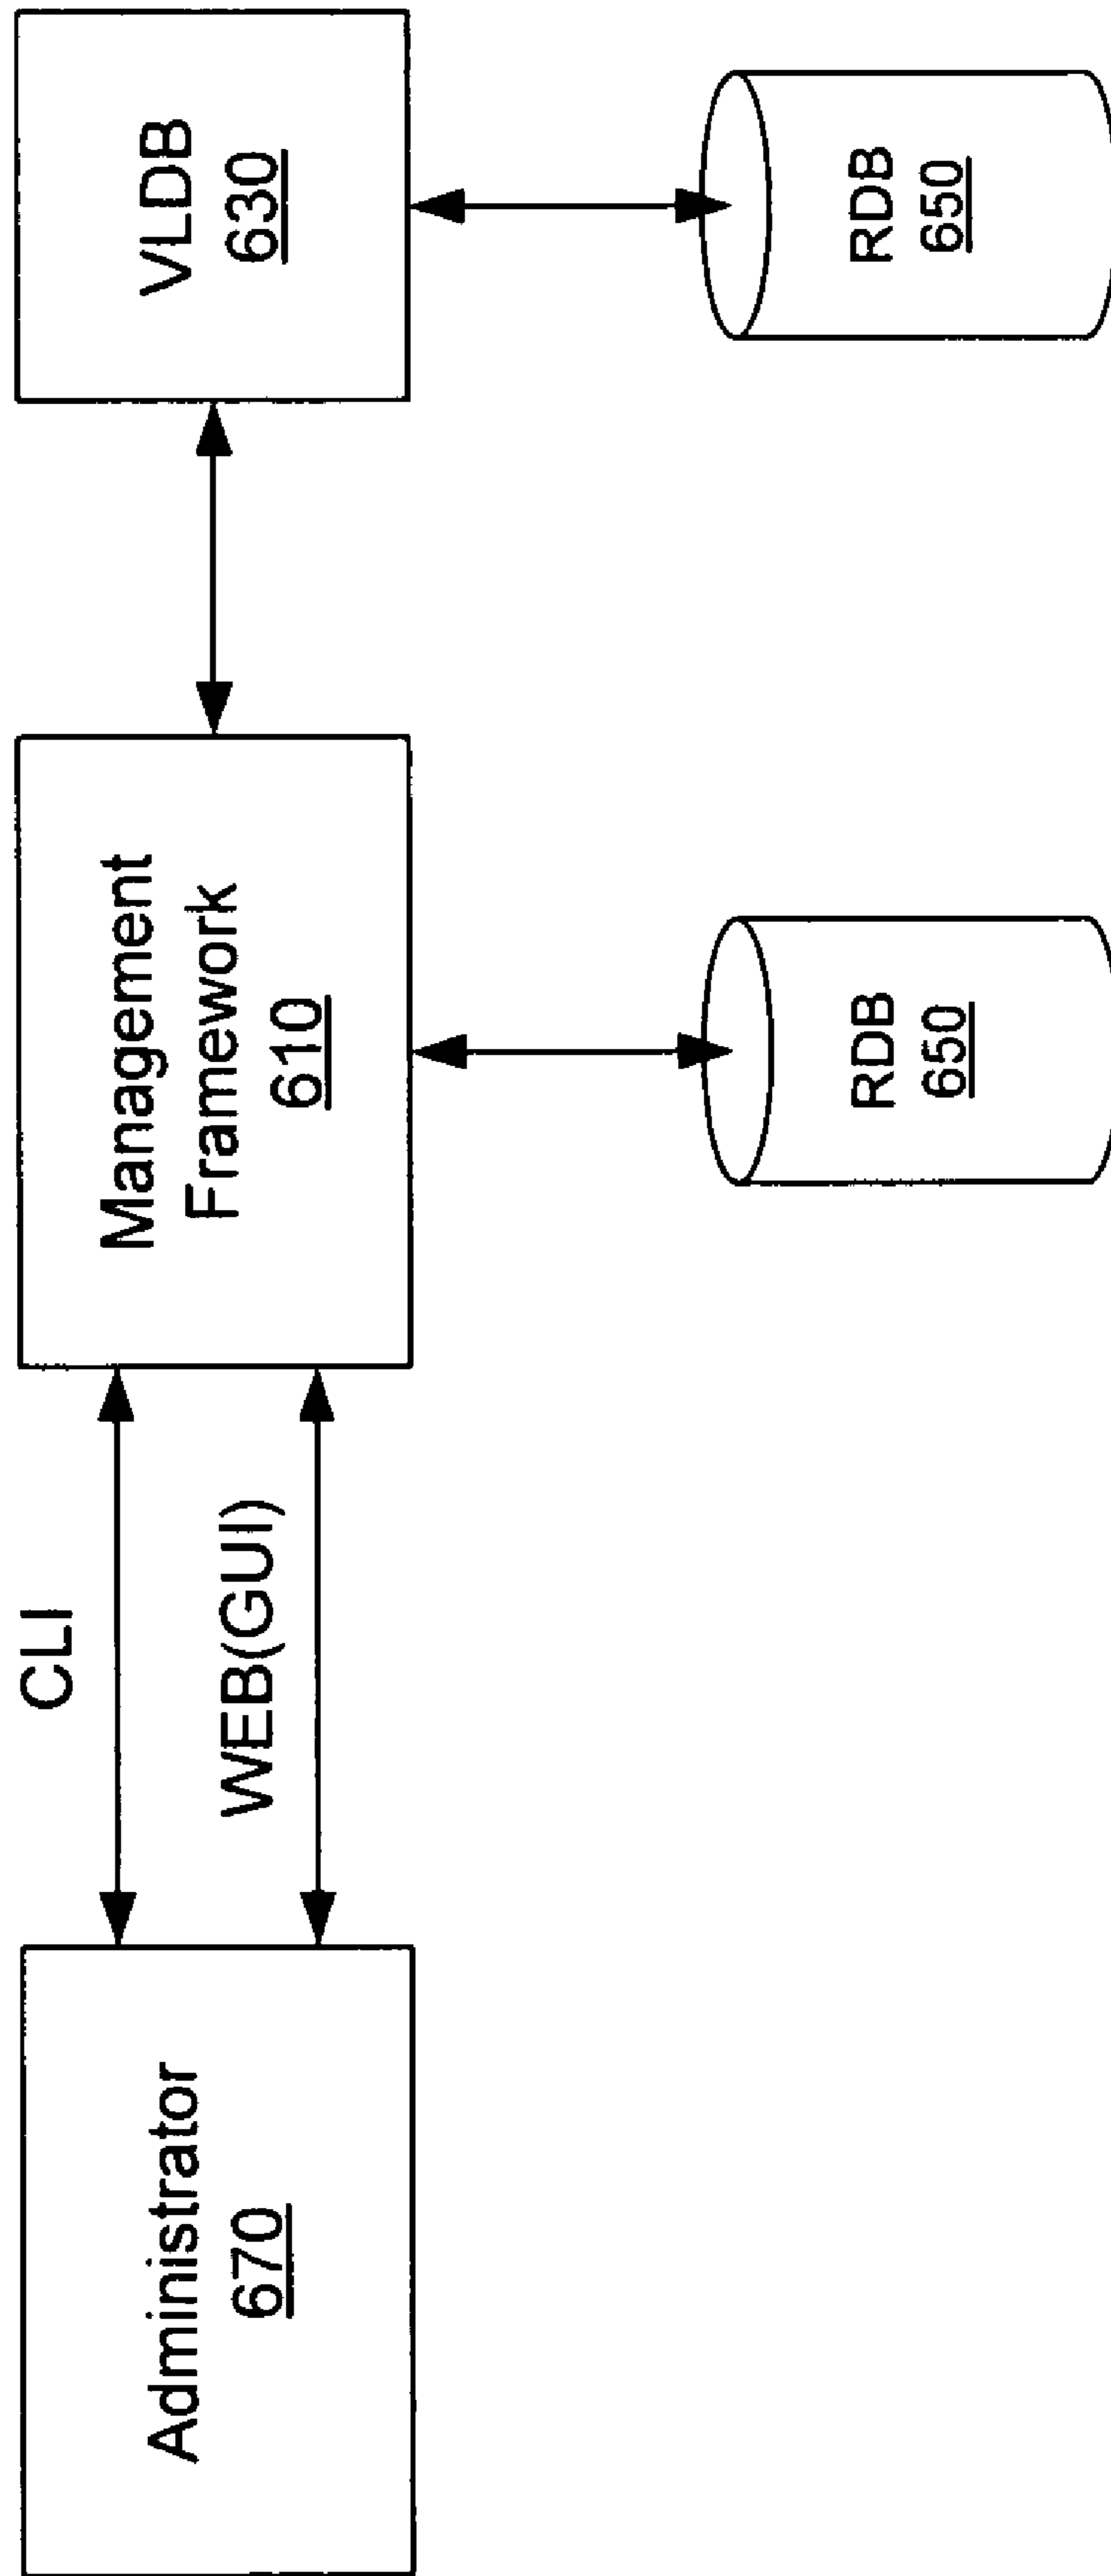 Administrator
670
CLI
WEB(GUI)
Management
Framework
610
VLDB
630
RDB
650
RDB
650